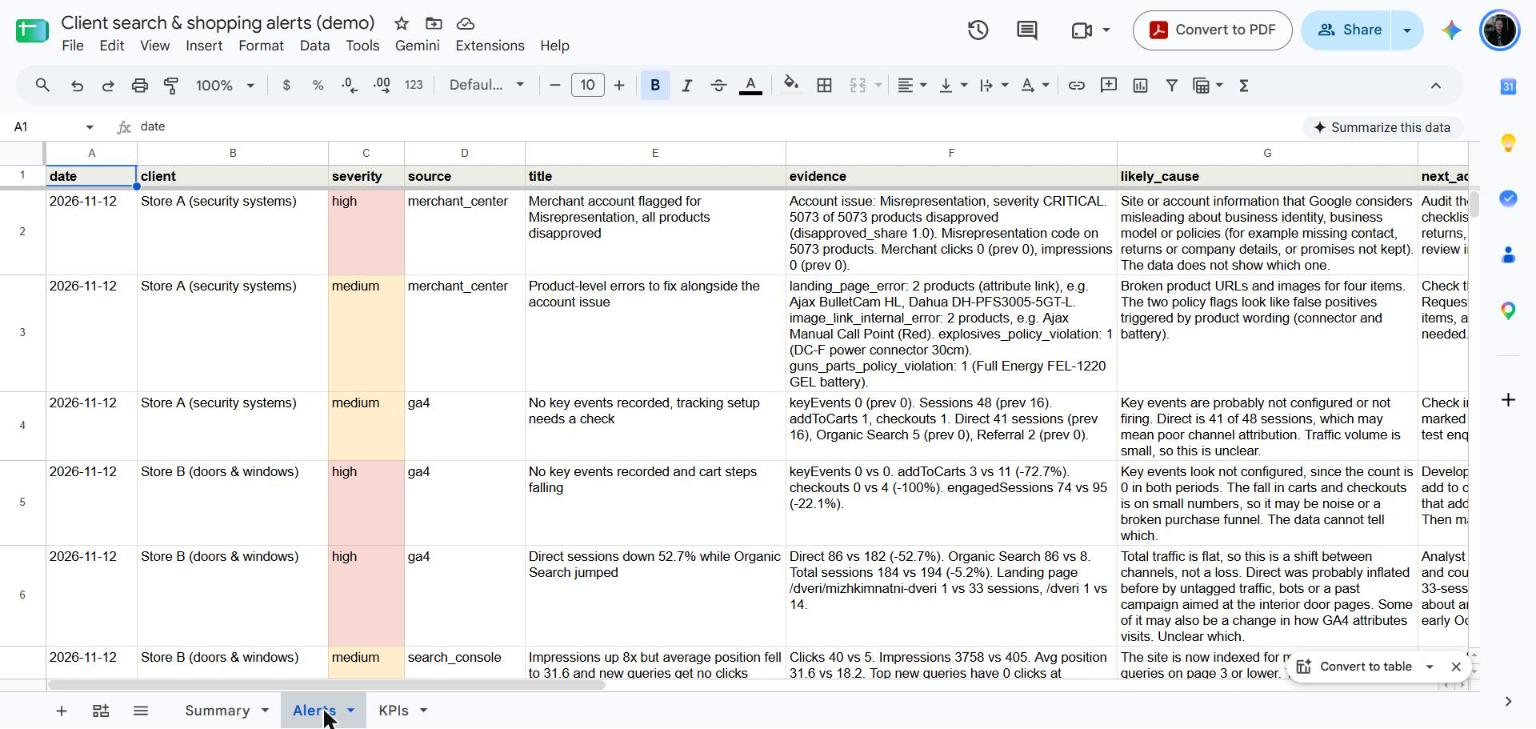 Client search & shopping alerts (demo)
File Edit View Insert Format Data Tools Gemini Extensions Help
Convert to PDF
Share
100%
$ % .0 .00 123
Defaul...
10
B I A
Σ
31
A1
fx date
Summarize this data
A B C D E F G
1 date client severity source title evidence likely_cause next_ac
2 2026-11-12 Store A (security systems) high merchant_center
Merchant account flagged for
Misrepresentation, all products
disapproved
Account issue: Misrepresentation, severity CRITICAL.
5073 of 5073 products disapproved
(disapproved_share 1.0). Misrepresentation code on
5073 products. Merchant clicks 0 (prev 0), impressions
0 (prev 0).
Site or account information that Google considers
misleading about business identity, business
model or policies (for example missing contact,
returns or company details, or promises not kept).
The data does not show which one.
Audit the
checklis
returns,
review i
3 2026-11-12 Store A (security systems) medium merchant_center
Product-level errors to fix alongside the
account issue
landing_page_error: 2 products (attribute link), e.g.
Ajax BulletCam HL, Dahua DH-PFS3005-5GT-L.
image_link_internal_error: 2 products, e.g. Ajax
Manual Call Point (Red). explosives_policy_violation: 1
(DC-F power connector 30cm).
guns_parts_policy_violation: 1 (Full Energy FEL-1220
GEL battery).
Broken product URLs and images for four items.
The two policy flags look like false positives
triggered by product wording (connector and
battery).
Check th
Reques
items, a
needed.
4 2026-11-12 Store A (security systems) medium ga4
No key events recorded, tracking setup
needs a check
keyEvents 0 (prev 0). Sessions 48 (prev 16).
addToCarts 1, checkouts 1. Direct 41 sessions (prev
16), Organic Search 5 (prev 0), Referral 2 (prev 0).
Key events are probably not configured or not
firing. Direct is 41 of 48 sessions, which may
mean poor channel attribution. Traffic volume is
small, so this is unclear.
Check in
marked
test enq
5 2026-11-12 Store B (doors & windows) high ga4
No key events recorded and cart steps
falling
keyEvents 0 vs 0. addToCarts 3 vs 11 (-72.7%).
checkouts 0 vs 4 (-100%). engagedSessions 74 vs 95
(-22.1%).
Key events look not configured, since the count is
0 in both periods. The fall in carts and checkouts
is on small numbers, so it may be noise or a
broken purchase funnel. The data cannot tell
which.
Develop
add to c
that add
Then ma
6 2026-11-12 Store B (doors & windows) high ga4
Direct sessions down 52.7% while Organic
Search jumped
Direct 86 vs 182 (-52.7%). Organic Search 86 vs 8.
Total sessions 184 vs 194 (-5.2%). Landing page
/dveri/mizhkimnatni-dveri 1 vs 33 sessions, /dveri 1 vs
14.
Total traffic is flat, so this is a shift between
channels, not a loss. Direct was probably inflated
before by untagged traffic, bots or a past
campaign aimed at the interior door pages. Some
of it may also be a change in how GA4 attributes
visits. Unclear which.
Analyst
and cou
33-sess
about a
early Oc
2026-11-12 Store B (doors & windows) medium search_console
Impressions up 8x but average position fell
to 31.6 and new queries get no clicks
Clicks 40 vs 5. Impressions 3758 vs 405. Avg position
31.6 vs 18.2. Top new queries have 0 clicks at
The site is now indexed for
queries on page 3 or lower.
Convert to table
Summary Alerts KPIs